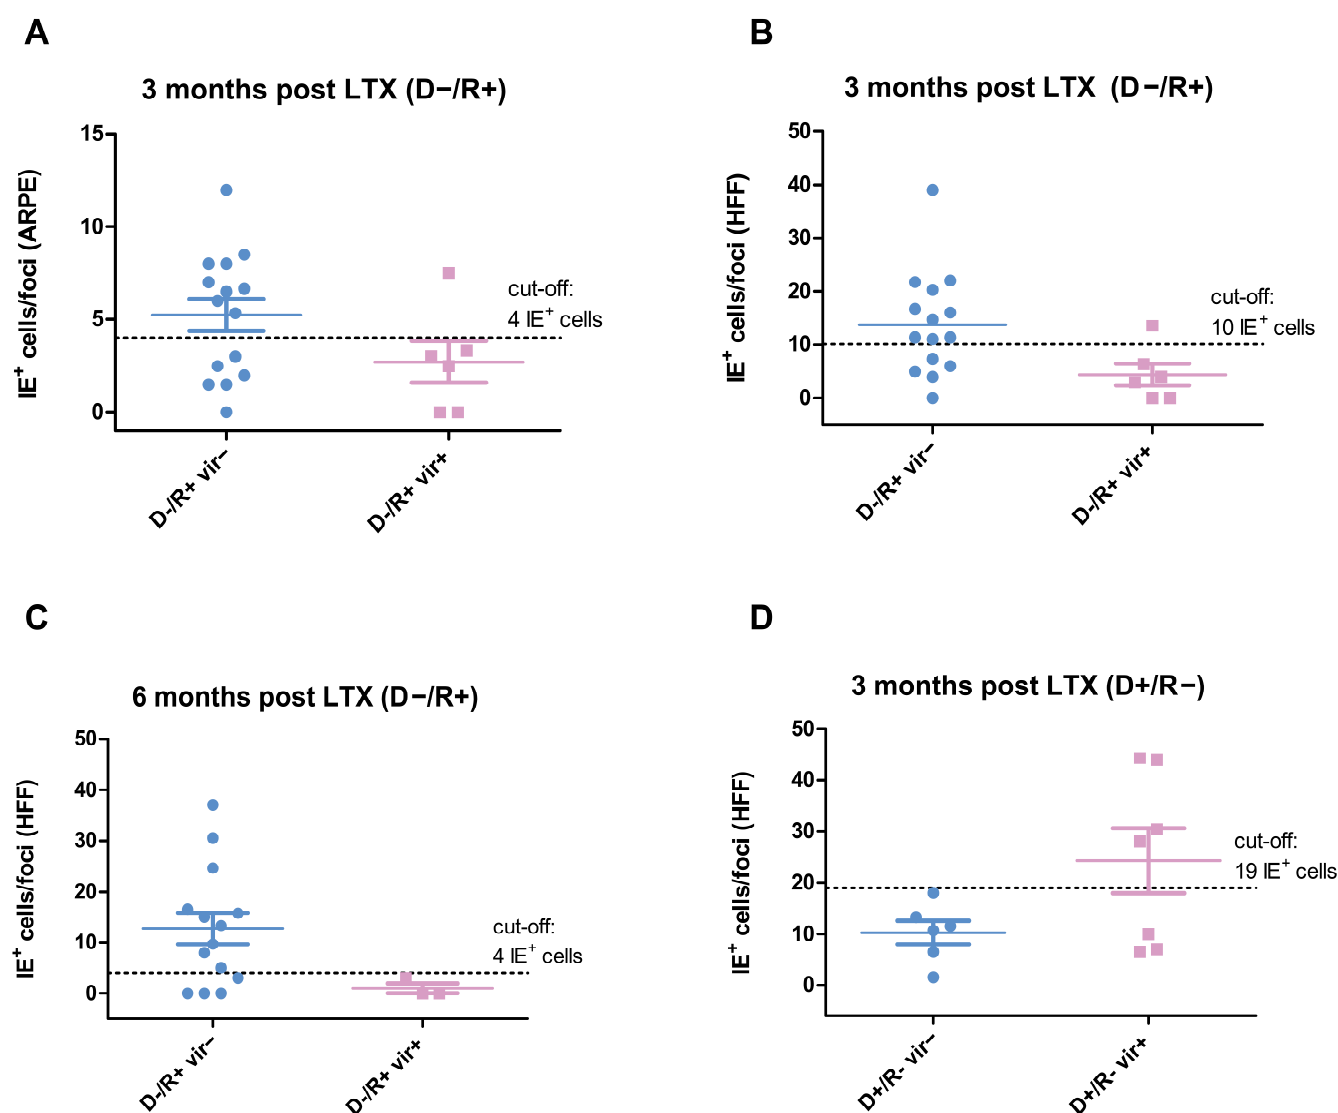 A
3 months post LTX (D−/R+)
IE+ cells/foci (ARPE)
15
10
5
0
cut-off:
4 IE+ cells
D-/R+ vir−
D-/R+ vir+
B
3 months post LTX (D−/R+)
IE+ cells/foci (HFF)
50
40
30
20
10
0
cut-off:
10 IE+ cells
D-/R+ vir−
D-/R+ vir+
C
6 months post LTX (D−/R+)
IE+ cells/foci (HFF)
50
40
30
20
10
0
cut-off:
4 IE+ cells
D-/R+ vir−
D-/R+ vir+
D
3 months post LTX (D+/R−)
IE+ cells/foci (HFF)
50
40
30
20
10
0
cut-off:
19 IE+ cells
D+/R- vir−
D+/R- vir+